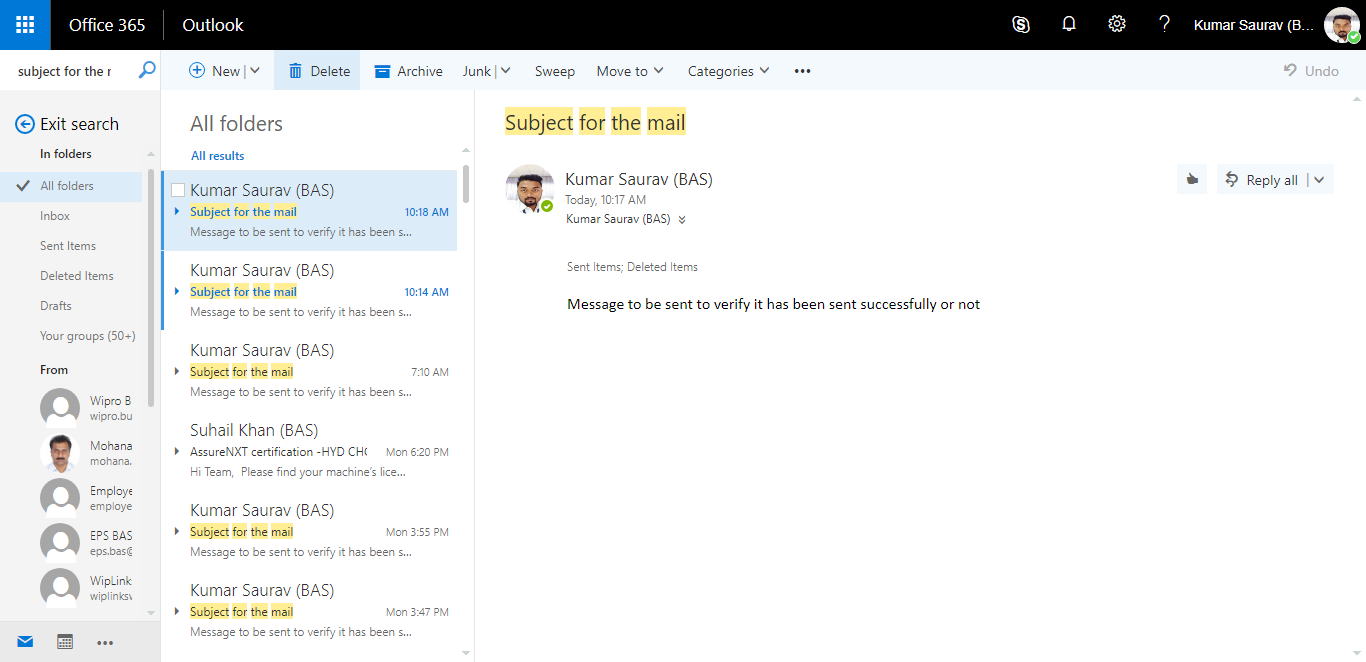 Office 365 Outlook Kumar Saurav (B...
subject for the r New Delete Archive Junk Sweep Move to Categories ••• Undo
Exit search
In folders
All folders
Inbox
Sent Items
Deleted Items
Drafts
Your groups (50+)
From
Wipro B
wipro.bu
Mohana
mohana.
Employe
employe
EPS BAS
eps.bas@
WipLink
wiplinksv
All folders
All results
Kumar Saurav (BAS)
Subject for the mail 10:18 AM
Message to be sent to verify it has been s...
Kumar Saurav (BAS)
Subject for the mail 10:14 AM
Message to be sent to verify it has been s...
Kumar Saurav (BAS)
Subject for the mail 7:10 AM
Message to be sent to verify it has been s...
Suhail Khan (BAS)
AssureNXT certification -HYD CHC Mon 6:20 PM
Hi Team, Please find your machine's lice...
Kumar Saurav (BAS)
Subject for the mail Mon 3:55 PM
Message to be sent to verify it has been s...
Kumar Saurav (BAS)
Subject for the mail Mon 3:47 PM
Message to be sent to verify it has been s...
Subject for the mail
Kumar Saurav (BAS)
Today, 10:17 AM
Kumar Saurav (BAS)
Reply all
Sent Items; Deleted Items
Message to be sent to verify it has been sent successfully or not